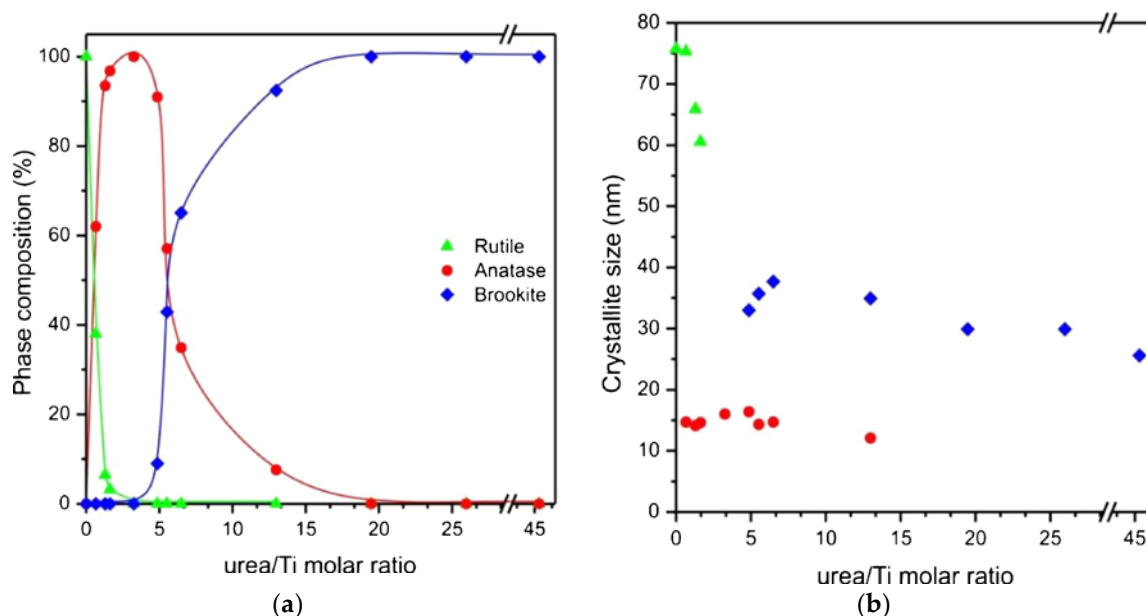 100
80
60
40
20
0
Phase composition (%)
Rutile
Anatase
Brookite
0 5 10 15 20 25 45
urea/Ti molar ratio
(a)
80
70
60
50
40
30
20
10
0
Crystallite size (nm)
0 5 10 15 20 25 45
urea/Ti molar ratio
(b)